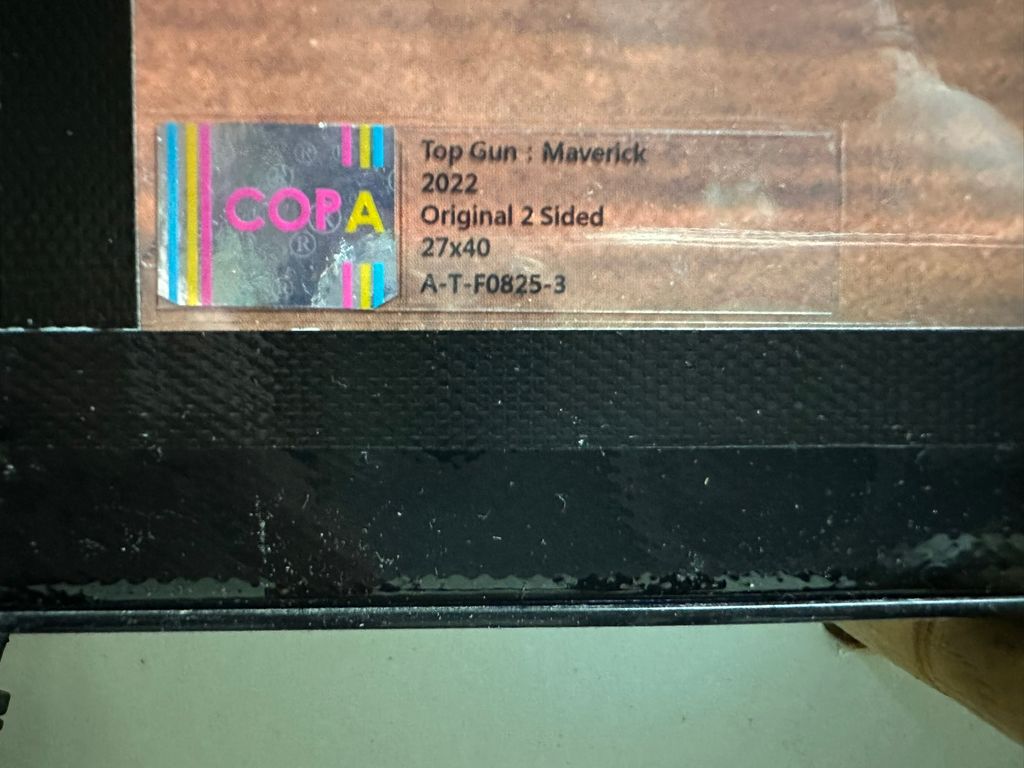 COPA
Top Gun : Maverick
2022
Original 2 Sided
27x40
A-T-F0825-3